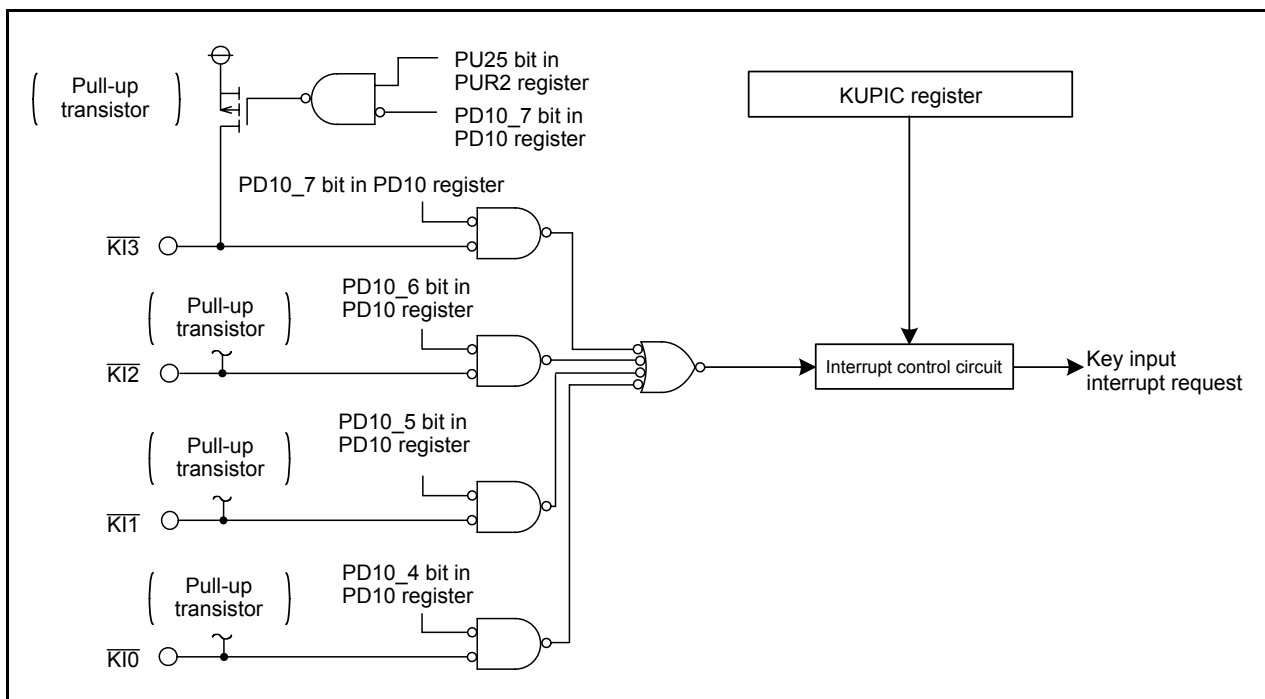 Pull-up
transistor
PU25 bit in
PUR2 register
PD10_7 bit in
PD10 register
KUPIC register
PD10_7 bit in PD10 register
KI3
Pull-up
transistor
PD10_6 bit in
PD10 register
KI2
Interrupt control circuit
Key input
interrupt request
Pull-up
transistor
PD10_5 bit in
PD10 register
KI1
Pull-up
transistor
PD10_4 bit in
PD10 register
KI0